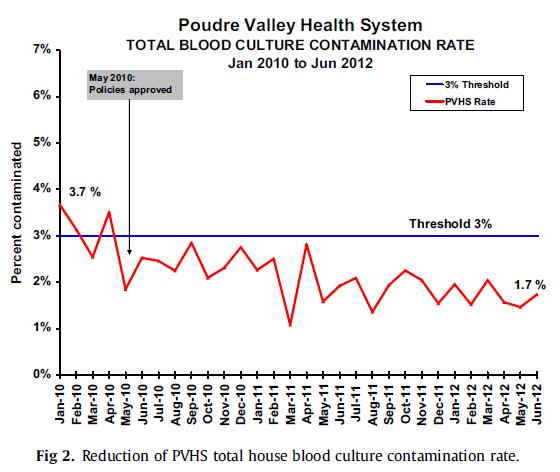 Poudre Valley Health System
TOTAL BLOOD CULTURE CONTAMINATION RATE
Jan 2010 to Jun 2012
7%
6%
5%
4%
3%
2%
1%
0%
Percent contaminated
May 2010:
Policies approved
3% Threshold
PVHS Rate
3.7 %
Threshold 3%
1.7 %
Jan-10
Feb-10
Mar-10
Apr-10
May-10
Jun-10
Jul-10
Aug-10
Sep-10
Oct-10
Nov-10
Dec-10
Jan-11
Feb-11
Mar-11
Apr-11
May-11
Jun-11
Jul-11
Aug-11
Sep-11
Oct-11
Nov-11
Dec-11
Jan-12
Feb-12
Mar-12
Apr-12
May-12
Jun-12
Fig 2. Reduction of PVHS total house blood culture contamination rate.